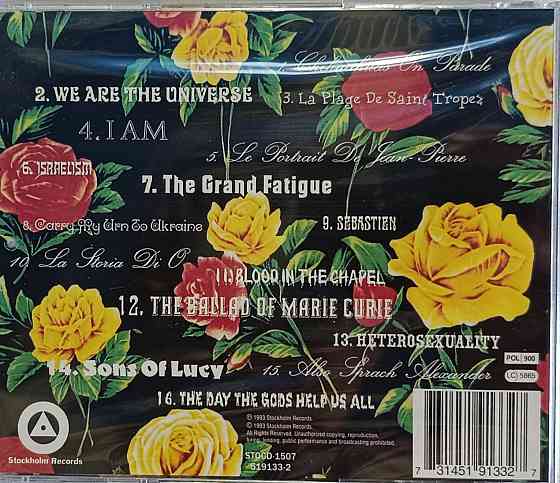 On Parade
2. WE ARE THE UNIVERSE
3. La Plage De Saint Tropez
4. I AM
5. Le Portrait De Jean-Pierre
6. ISRAELISM
7. The Grand Fatigue
8. Carry My Urn To Ukraine
9. SEBASTIEN
10. La Storia Di O
11. BLOOD IN THE CHAPEL
12. THE BALLAD OF MARIE CURIE
13. HETEROSEXUALITY
14. Sons Of Lucy
15. Also Sprach Alexander
16. THE DAY THE GODS HELP US ALL
POL 900
LC 5865
℗ 1993 Stockholm Records.
© 1993 Stockholm Records.
All Rights Reserved. Unauthorized copying, reproduction,
hiring, lending, public performance and broadcasting prohibited.
STOCD 1507
519133-2
Stockholm Records
7 31451 91332 7